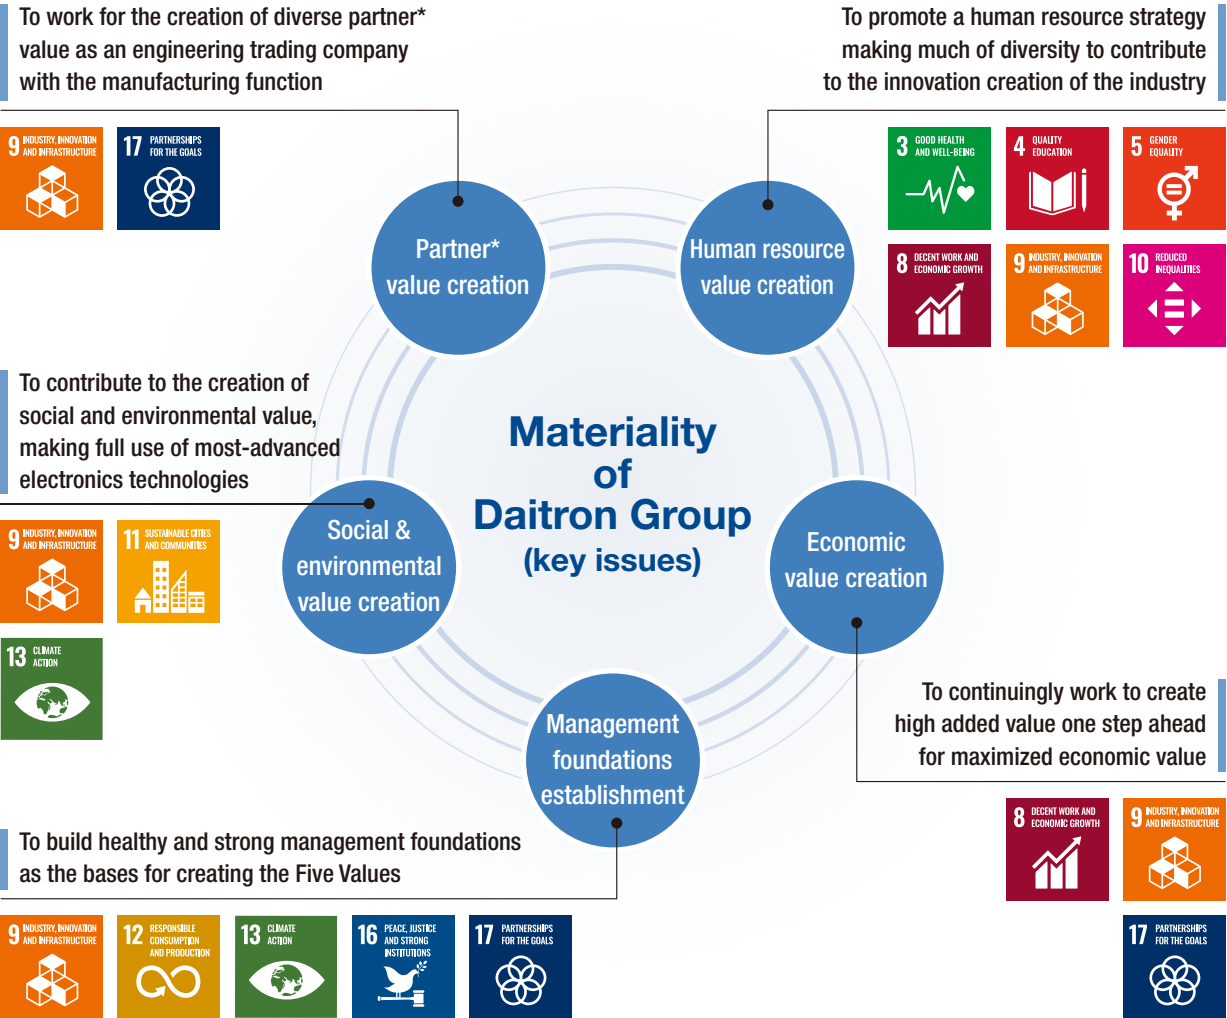 To work for the creation of diverse partner*
value as an engineering trading company
with the manufacturing function
9 INDUSTRY, INNOVATION
AND INFRASTRUCTURE
17 PARTNERSHIPS
FOR THE GOALS
To promote a human resource strategy
making much of diversity to contribute
to the innovation creation of the industry
3 GOOD HEALTH
AND WELL-BEING
4 QUALITY
EDUCATION
5 GENDER
EQUALITY
8 DECENT WORK AND
ECONOMIC GROWTH
9 INDUSTRY, INNOVATION
AND INFRASTRUCTURE
10 REDUCED
INEQUALITIES
Partner*
value creation
Human resource
value creation
To contribute to the creation of
social and environmental value,
making full use of most-advanced
electronics technologies
9 INDUSTRY, INNOVATION
AND INFRASTRUCTURE
11 SUSTAINABLE CITIES
AND COMMUNITIES
13 CLIMATE
ACTION
Materiality
of
Daitron Group
(key issues)
Social &
environmental
value creation
Economic
value creation
Management
foundations
establishment
To continuingly work to create
high added value one step ahead
for maximized economic value
8 DECENT WORK AND
ECONOMIC GROWTH
9 INDUSTRY, INNOVATION
AND INFRASTRUCTURE
17 PARTNERSHIPS
FOR THE GOALS
To build healthy and strong management foundations
as the bases for creating the Five Values
9 INDUSTRY, INNOVATION
AND INFRASTRUCTURE
12 RESPONSIBLE
CONSUMPTION
AND PRODUCTION
13 CLIMATE
ACTION
16 PEACE, JUSTICE
AND STRONG
INSTITUTIONS
17 PARTNERSHIPS
FOR THE GOALS